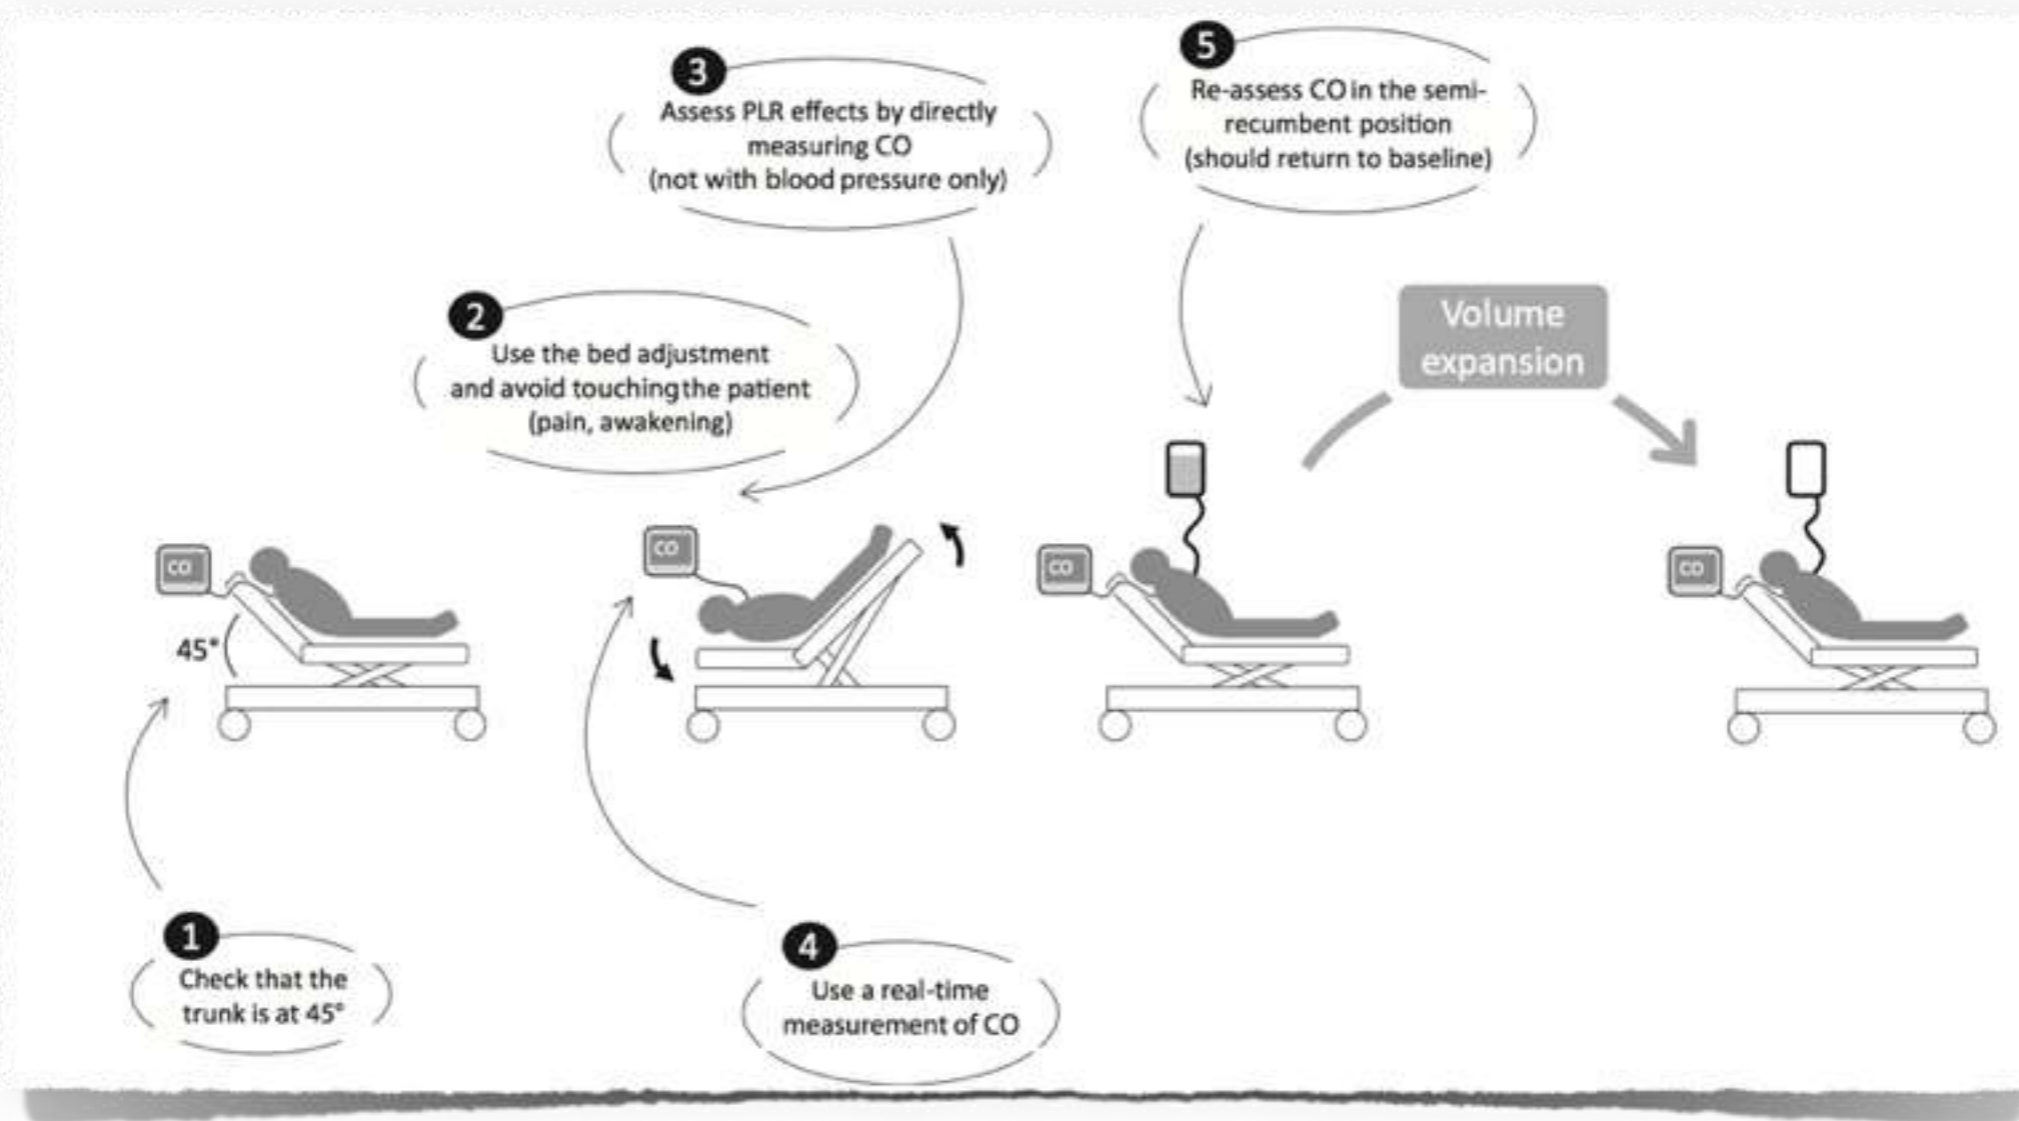 3
Assess PLR effects by directly
measuring CO
(not with blood pressure only)
5
Re-assess CO in the semi-
recumbent position
(should return to baseline)
2
Use the bed adjustment
and avoid touching the patient
(pain, awakening)
Volume
expansion
CO
45°
CO
CO
CO
1
Check that the
trunk is at 45°
4
Use a real-time
measurement of CO